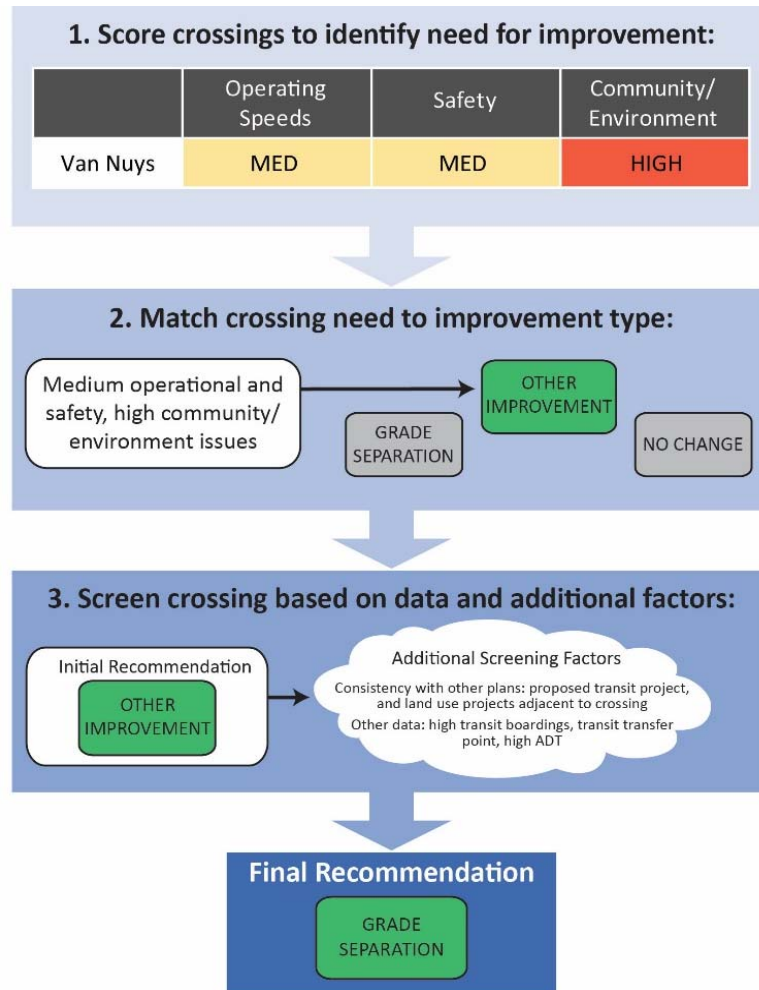 1. Score crossings to identify need for improvement:
Operating
Speeds
Safety
Community/
Environment
Van Nuys
MED
MED
HIGH
2. Match crossing need to improvement type:
Medium operational and
safety, high community/
environment issues
OTHER
IMPROVEMENT
GRADE
SEPARATION
NO CHANGE
3. Screen crossing based on data and additional factors:
Initial Recommendation
OTHER
IMPROVEMENT
Additional Screening Factors
Consistency with other plans: proposed transit project,
and land use projects adjacent to crossing
Other data: high transit boardings, transit transfer
point, high ADT
Final Recommendation
GRADE
SEPARATION